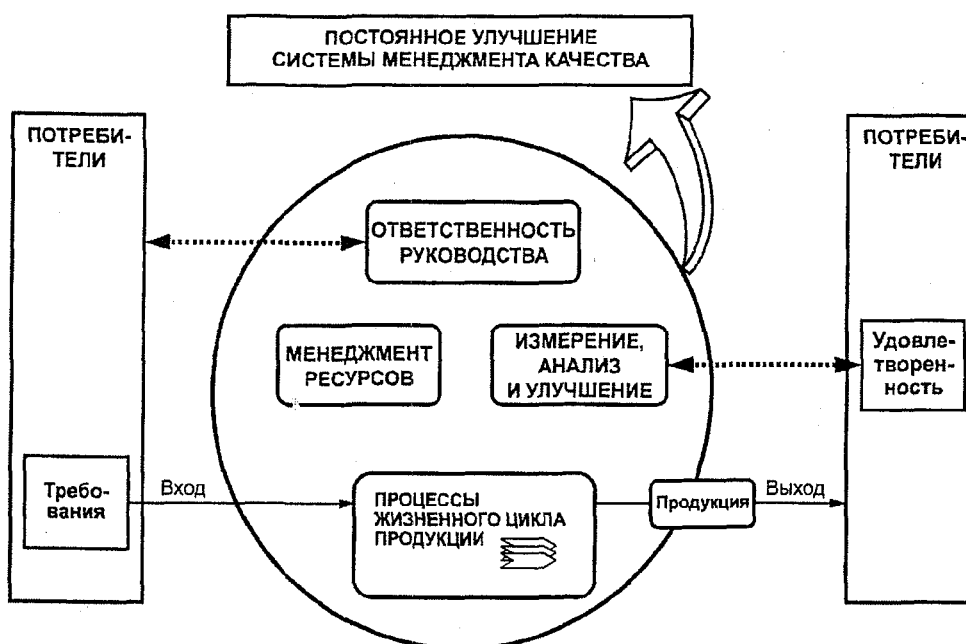 ПОСТОЯННОЕ УЛУЧШЕНИЕ
СИСТЕМЫ МЕНЕДЖМЕНТА КАЧЕСТВА
ПОТРЕБИ-
ТЕЛИ
ПОТРЕБИ-
ТЕЛИ
ОТВЕТСТВЕННОСТЬ
РУКОВОДСТВА
МЕНЕДЖМЕНТ
РЕСУРСОВ
ИЗМЕРЕНИЕ,
АНАЛИЗ
И УЛУЧШЕНИЕ
Удовле-
творен-
ность
Требо-
вания
Вход
ПРОЦЕССЫ
ЖИЗНЕННОГО ЦИКЛА
ПРОДУКЦИИ
Продукция
Выход